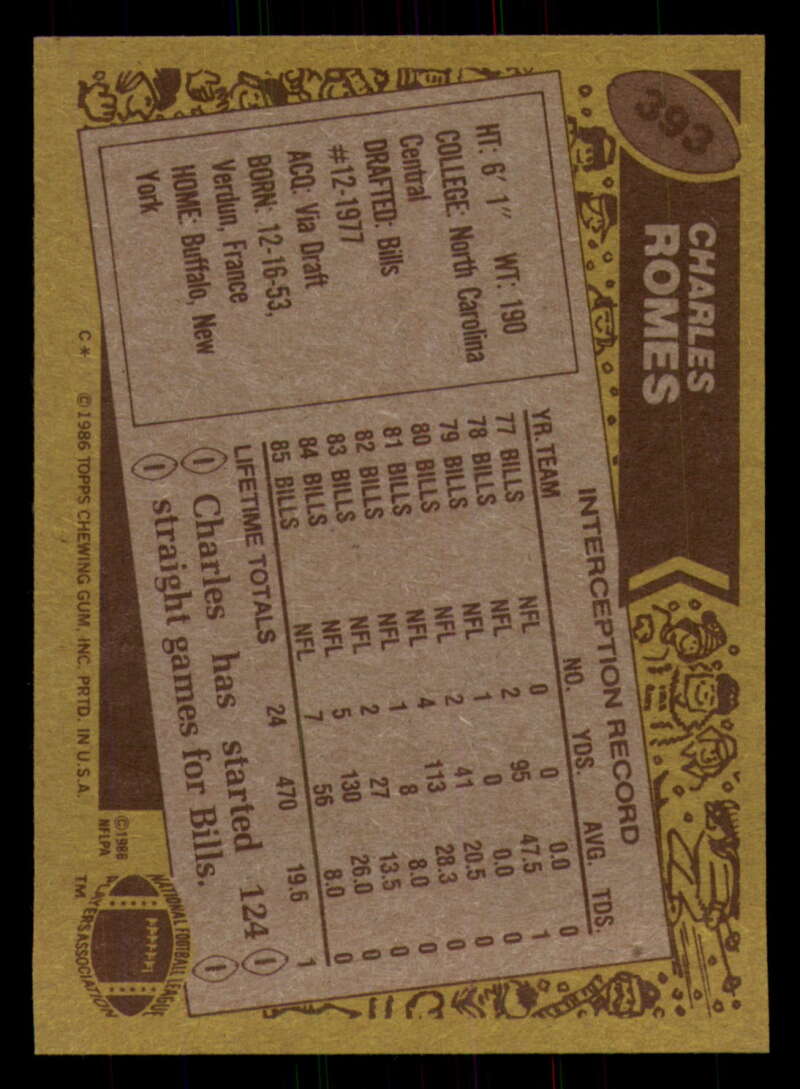 393
CHARLES
ROMES
HT: 6' 1" WT: 190
COLLEGE: North Carolina
Central
DRAFTED: Bills
#12-1977
ACQ: Via Draft
BORN: 12-16-53,
Verdun, France
HOME: Buffalo, New
York
INTERCEPTION RECORD
YR. TEAM NO. YDS. AVG. TDS
77 BILLS NFL 0 0 0.0 0
78 BILLS NFL 2 95 47.5 1
79 BILLS NFL 1 0 0.0 0
80 BILLS NFL 2 41 20.5 0
81 BILLS NFL 4 113 28.3 0
82 BILLS NFL 1 8 8.0 0
83 BILLS NFL 2 27 13.5 0
84 BILLS NFL 5 130 26.0 0
85 BILLS NFL 7 56 8.0 0
LIFETIME TOTALS 24 470 19.6 1
Charles has started 124
straight games for Bills.
C* ©1986 TOPPS CHEWING GUM, INC. PRTD. IN U.S.A.
©1986
NFLPA
NATIONAL FOOTBALL LEAGUE
PLAYERS ASSOCIATION
TM